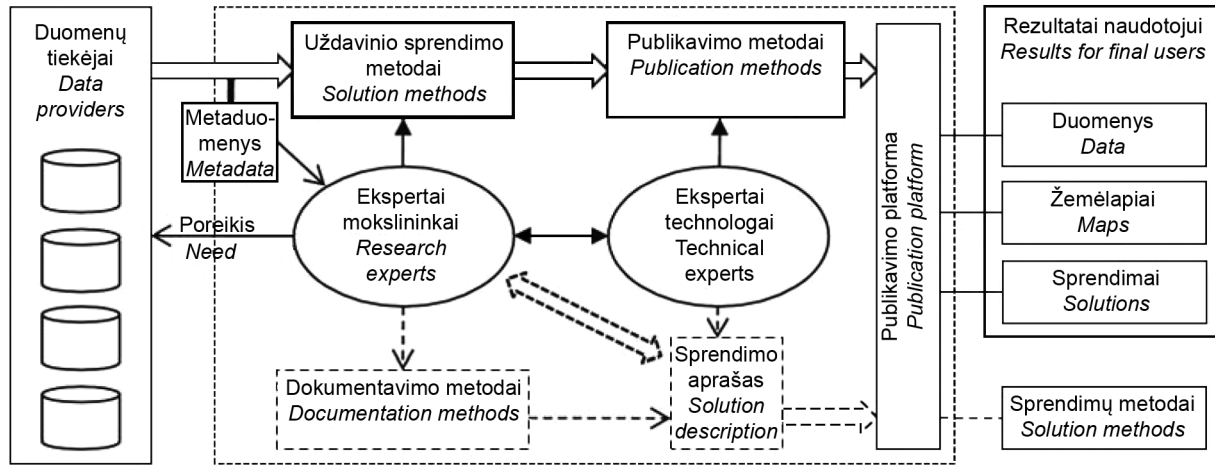 Duomenų
tiekėjai
Data
providers
Uždavinio sprendimo
metodai
Solution methods
Publikavimo metodai
Publication methods
Rezultatai naudotojui
Results for final users
Metaduo-
menys
Metadata
Duomenys
Data
Ekspertai
mokslininkai
Research
experts
Ekspertai
technologai
Technical
experts
Publikavimo platforma
Publication platform
Žemėlapiai
Maps
Poreikis
Need
Sprendimai
Solutions
Dokumentavimo metodai
Documentation methods
Sprendimo
aprašas
Solution
description
Sprendimų metodai
Solution methods